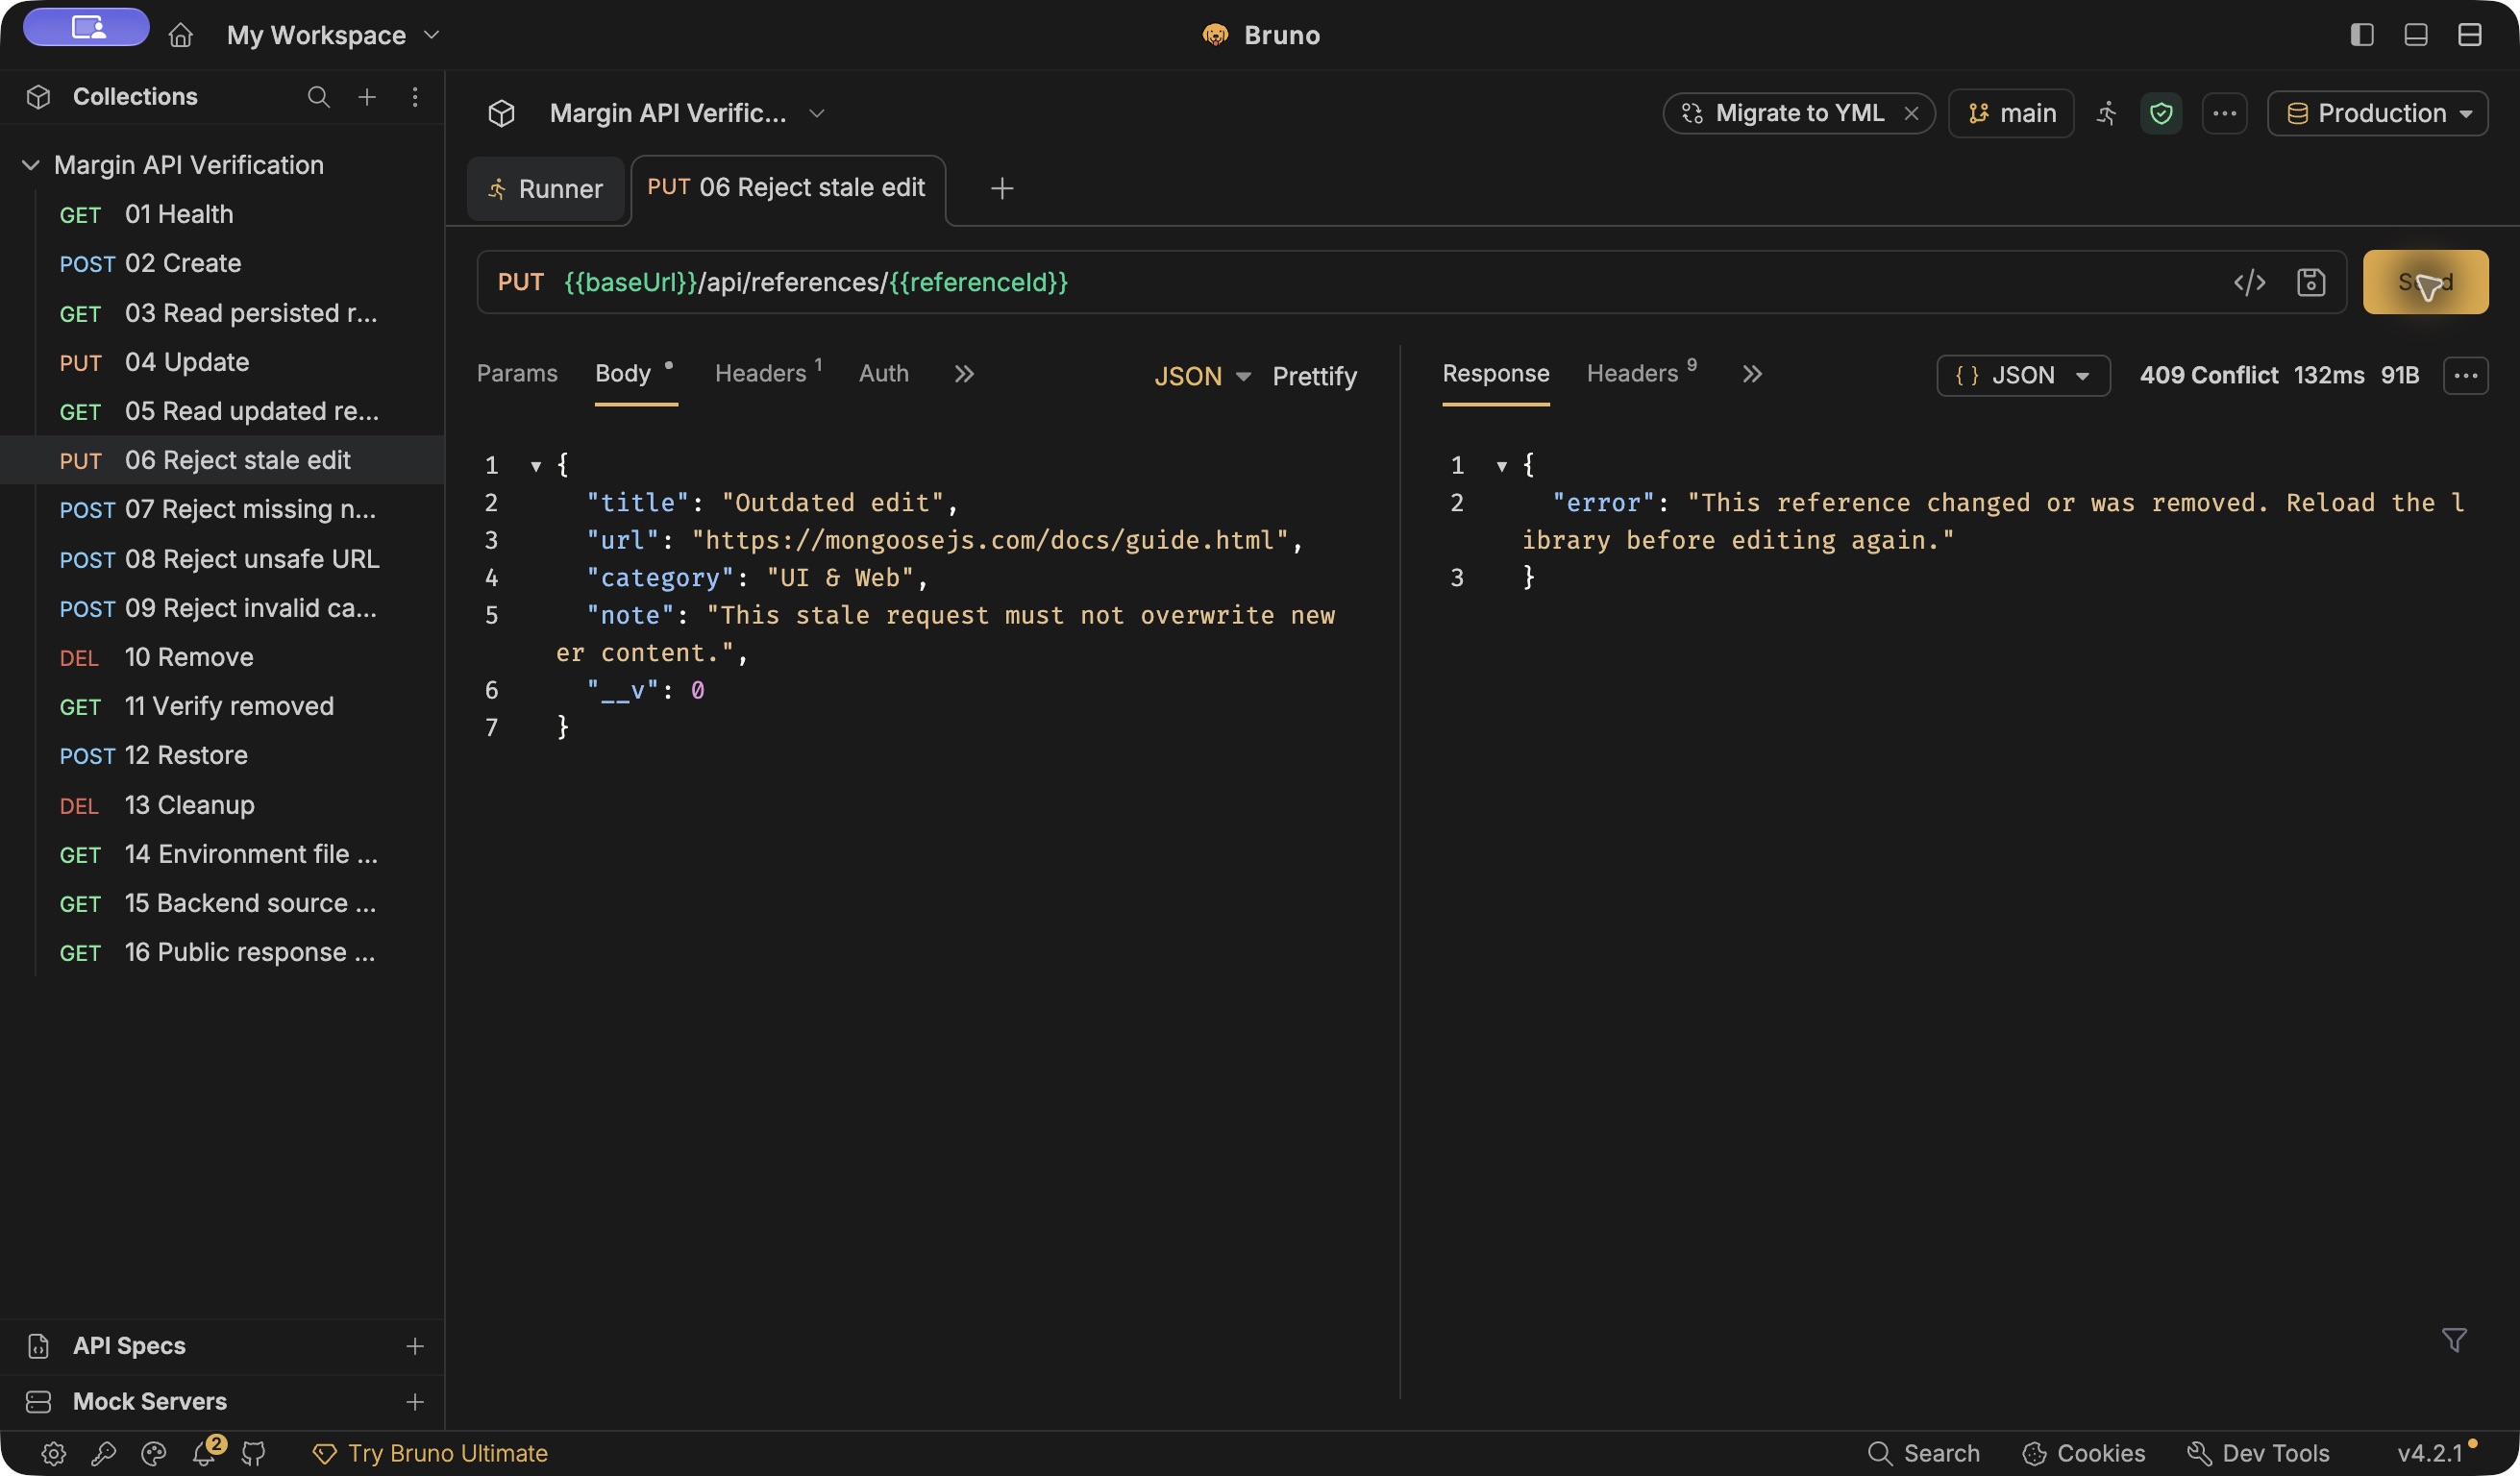 My Workspace
Bruno
Collections
Margin API Verification
GET 01 Health
POST 02 Create
GET 03 Read persisted r...
PUT 04 Update
GET 05 Read updated re...
PUT 06 Reject stale edit
POST 07 Reject missing n...
POST 08 Reject unsafe URL
POST 09 Reject invalid ca...
DEL 10 Remove
GET 11 Verify removed
POST 12 Restore
DEL 13 Cleanup
GET 14 Environment file ...
GET 15 Backend source ...
GET 16 Public response ...
API Specs
Mock Servers
Margin API Verific...
Migrate to YML
main
Production
Runner
PUT 06 Reject stale edit
PUT {{baseUrl}}/api/references/{{referenceId}}
Params Body Headers 1 Auth
JSON Prettify
1 {
2 "title": "Outdated edit",
3 "url": "https://mongoosejs.com/docs/guide.html",
4 "category": "UI & Web",
5 "note": "This stale request must not overwrite new
er content.",
6 "__v": 0
7 }
Response Headers 9
{ } JSON
409 Conflict 132ms 91B
1 {
2 "error": "This reference changed or was removed. Reload the l
ibrary before editing again."
3 }
2
Try Bruno Ultimate
Search
Cookies
Dev Tools
v4.2.1